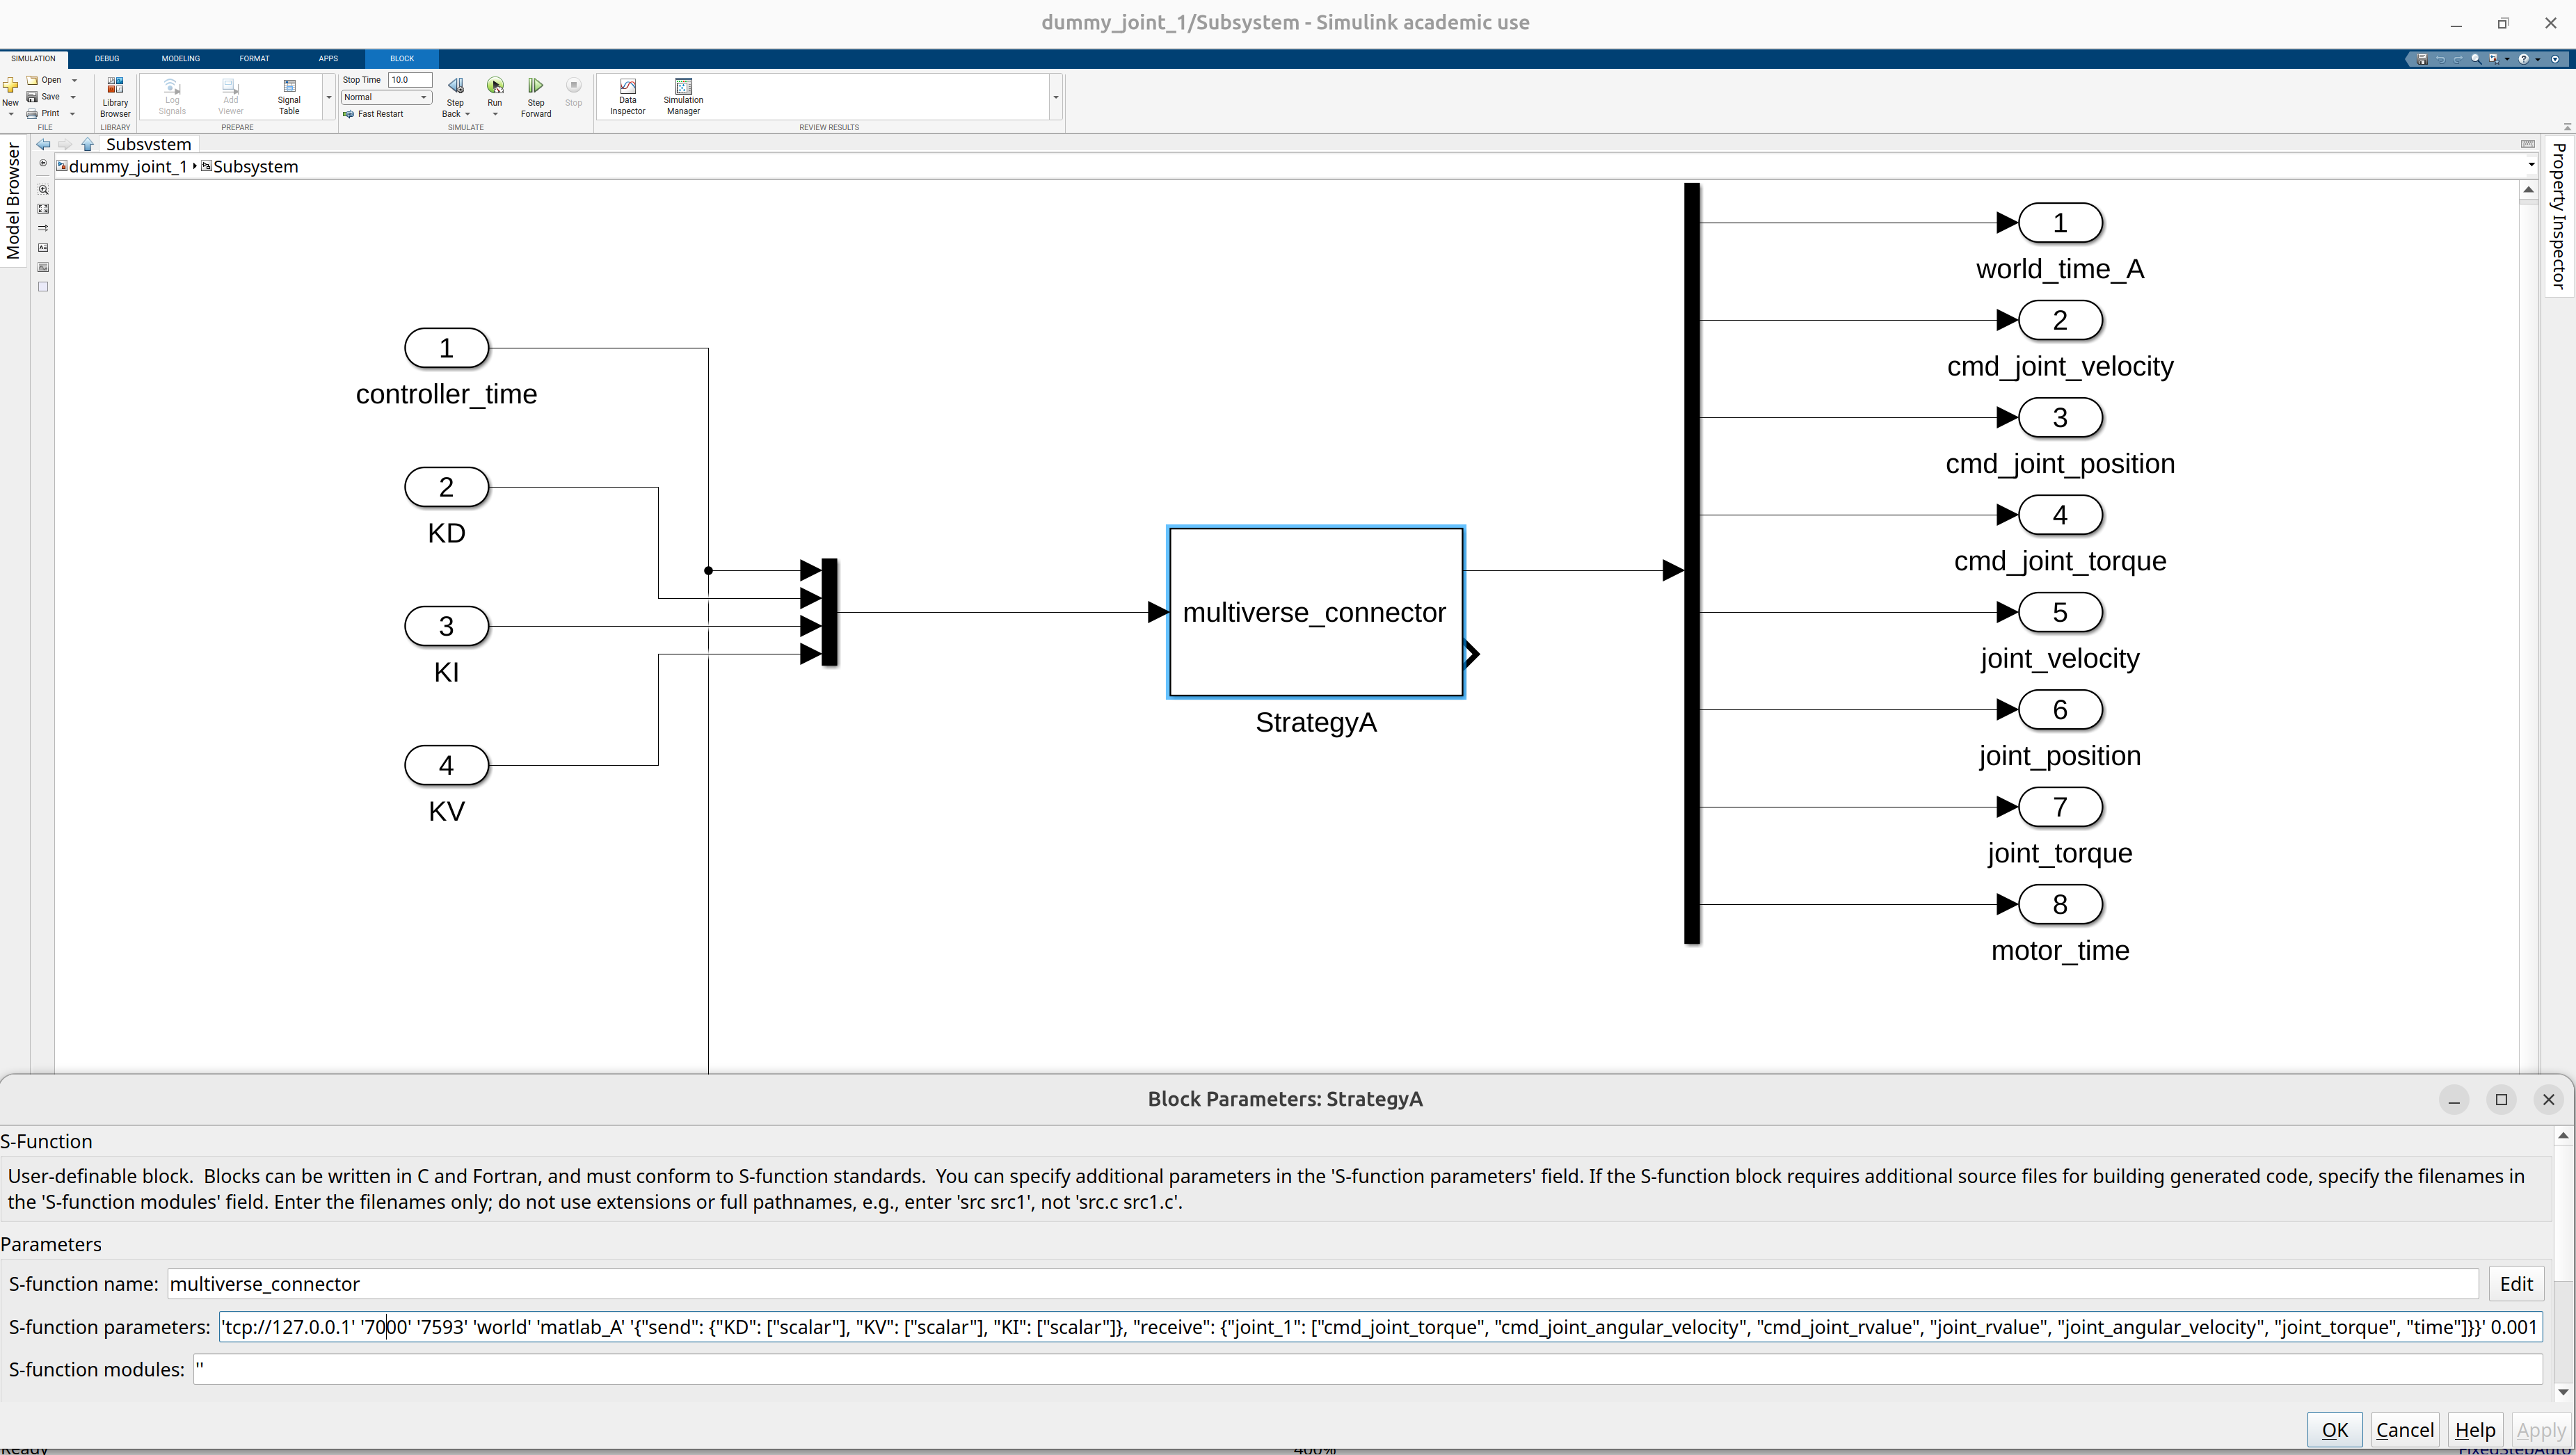 dummy_joint_1/Subsystem - Simulink academic use
SIMULATION DEBUG MODELING FORMAT APPS BLOCK
New
Open
Save
Print
FILE
Library Browser
LIBRARY
Log Signals
Add Viewer
Signal Table
PREPARE
Stop Time 10.0
Normal
Fast Restart
Step Back
Run
Step Forward
Stop
SIMULATE
Data Inspector
Simulation Manager
REVIEW RESULTS
Model Browser
Property Inspector
Subsystem
dummy_joint_1 Subsystem
1
controller_time
2
KD
3
KI
4
KV
multiverse_connector
StrategyA
1
world_time_A
2
cmd_joint_velocity
3
cmd_joint_position
4
cmd_joint_torque
5
joint_velocity
6
joint_position
7
joint_torque
8
motor_time
Block Parameters: StrategyA
S-Function
User-definable block.  Blocks can be written in C and Fortran, and must conform to S-function standards.  You can specify additional parameters in the 'S-function parameters' field. If the S-function block requires additional source files for building generated code, specify the filenames in
the 'S-function modules' field. Enter the filenames only; do not use extensions or full pathnames, e.g., enter 'src src1', not 'src.c src1.c'.
Parameters
S-function name: multiverse_connector Edit
S-function parameters: 'tcp://127.0.0.1' '7000' '7593' 'world' 'matlab_A' '{"send": {"KD": ["scalar"], "KV": ["scalar"], "KI": ["scalar"]}, "receive": {"joint_1": ["cmd_joint_torque", "cmd_joint_angular_velocity", "cmd_joint_rvalue", "joint_rvalue", "joint_angular_velocity", "joint_torque", "time"]}}' 0.001
S-function modules: ''
OK Cancel Help Apply
Ready 400% FixedStepAuto